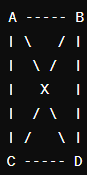 A ----- B
| \   / |
|  \ /  |
|   X   |
|  / \  |
| /   \ |
C ----- D